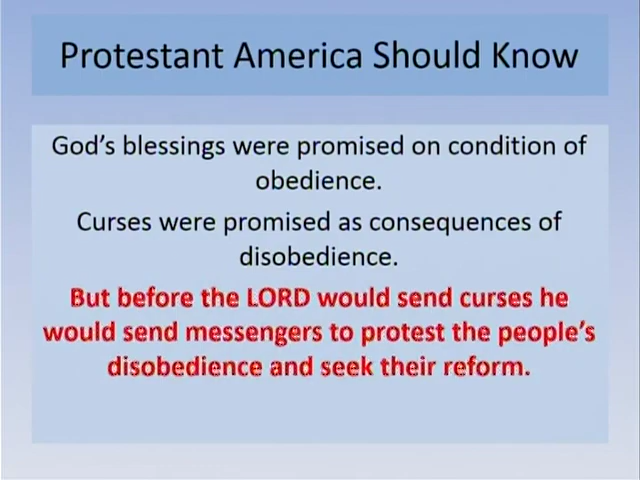 Protestant America Should Know
God’s blessings were promised on condition of
obedience.
Curses were promised as consequences of
disobedience.
But before the LORD would send curses he
would send messengers to protest the people’s
disobedience and seek their reform.